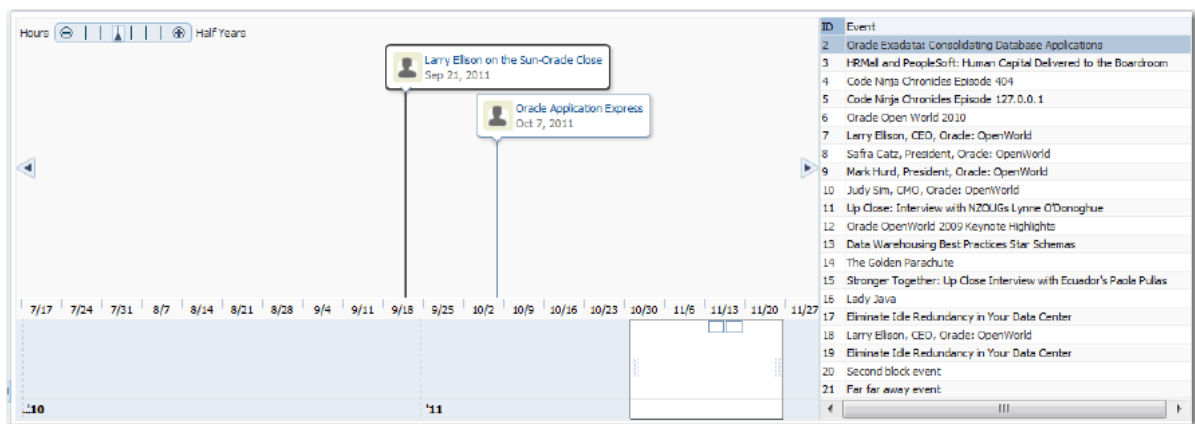 Hours
Half Years
Larry Ellison on the Sun-Oracle Close
Sep 21, 2011
Oracle Application Express
Oct 7, 2011
7/17 7/24 7/31 8/7 8/14 8/21 8/28 9/4 9/11 9/18 9/25 10/2 10/9 10/16 10/23 10/30 11/6 11/13 11/20 11/27
'10
'11
ID Event
2 Oracle Exadata: Consolidating Database Applications
3 HRMall and PeopleSoft: Human Capital Delivered to the Boardroom
4 Code Ninja Chronicles Episode 404
5 Code Ninja Chronicles Episode 127.0.0.1
6 Oracle Open World 2010
7 Larry Ellison, CEO, Oracle: OpenWorld
8 Safra Catz, President, Oracle: OpenWorld
9 Mark Hurd, President, Oracle: OpenWorld
10 Judy Sim, CMO, Oracle: OpenWorld
11 Up Close: Interview with NZOUGs Lynne O'Donoghue
12 Oracle OpenWorld 2009 Keynote Highlights
13 Data Warehousing Best Practices Star Schemas
14 The Golden Parachute
15 Stronger Together: Up Close Interview with Ecuador's Paola Pullas
16 Lady Java
17 Eliminate Idle Redundancy in Your Data Center
18 Larry Ellison, CEO, Oracle: OpenWorld
19 Eliminate Idle Redundancy in Your Data Center
20 Second block event
21 Far far away event